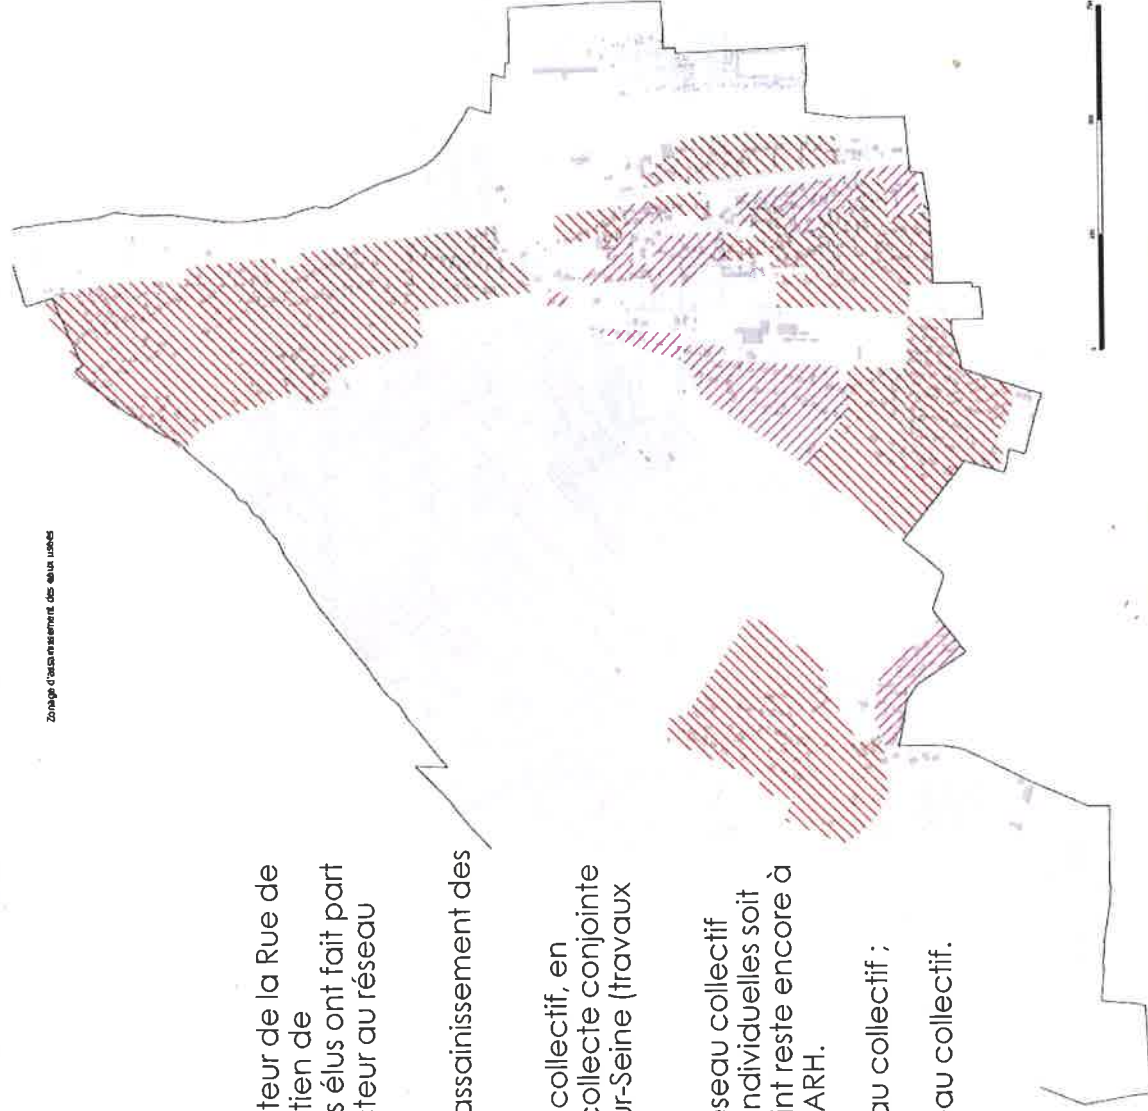 Zonage d'assainissement des eaux usées
teur de la Rue de
tien de
s élus ont fait part
cteur au réseau
assainissement des
collectif, en
collecte conjointe
ur-Seine (travaux
seau collectif
ndividuelles soit
int reste encore à
ARH.
au collectif ;
au collectif.